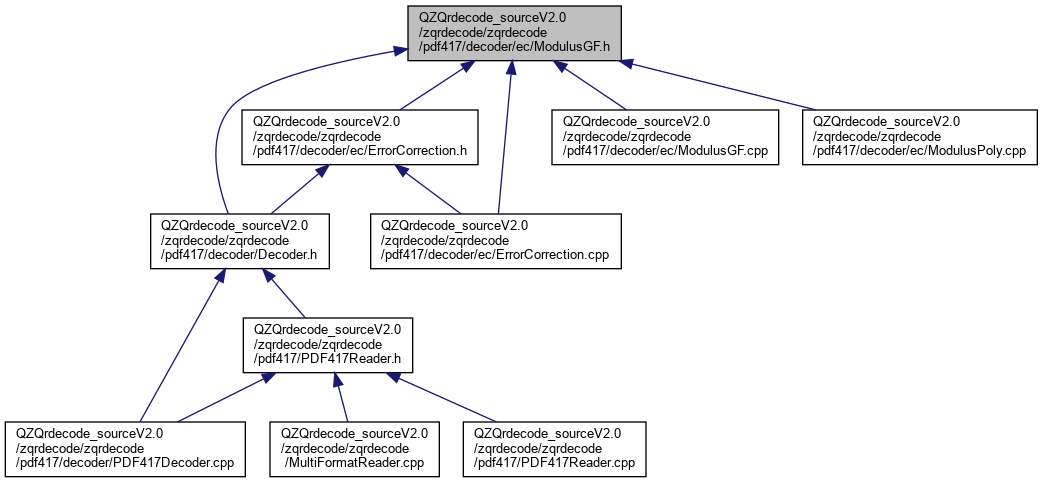 QZQrdecode_sourceV2.0
/zqrdecode/zqrdecode
/pdf417/decoder/ec/ModulusGF.h
QZQrdecode_sourceV2.0
/zqrdecode/zqrdecode
/pdf417/decoder/ec/ErrorCorrection.h
QZQrdecode_sourceV2.0
/zqrdecode/zqrdecode
/pdf417/decoder/ec/ModulusGF.cpp
QZQrdecode_sourceV2.0
/zqrdecode/zqrdecode
/pdf417/decoder/ec/ModulusPoly.cpp
QZQrdecode_sourceV2.0
/zqrdecode/zqrdecode
/pdf417/decoder/Decoder.h
QZQrdecode_sourceV2.0
/zqrdecode/zqrdecode
/pdf417/decoder/ec/ErrorCorrection.cpp
QZQrdecode_sourceV2.0
/zqrdecode/zqrdecode
/pdf417/PDF417Reader.h
QZQrdecode_sourceV2.0
/zqrdecode/zqrdecode
/pdf417/decoder/PDF417Decoder.cpp
QZQrdecode_sourceV2.0
/zqrdecode/zqrdecode
/MultiFormatReader.cpp
QZQrdecode_sourceV2.0
/zqrdecode/zqrdecode
/pdf417/PDF417Reader.cpp